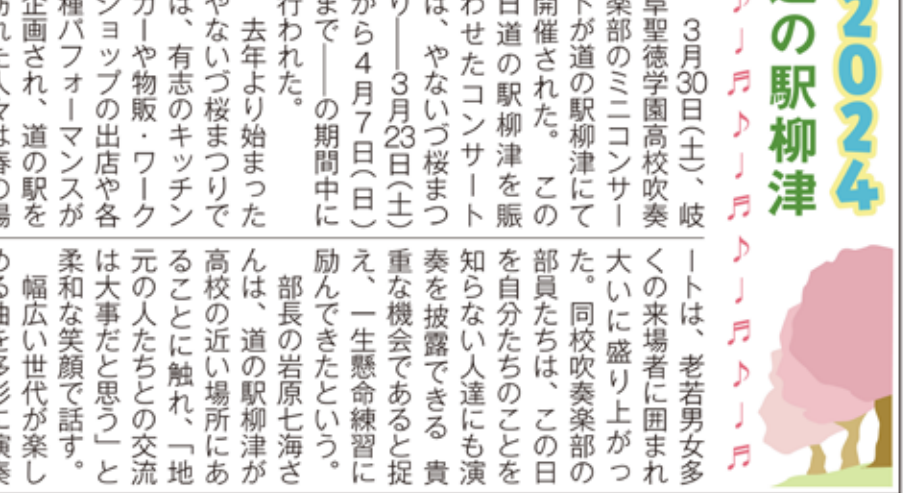 2024
の駅柳津
3月30日(土)、岐
阜聖徳学園高校吹奏
楽部のミニコンサー
トが道の駅柳津にて
開催された。 この
日道の駅柳津を賑
わせたコンサート
は、やないづ桜まつ
り――3月23日(土)
から4月7日(日)
まで――の期間中に
行われた。
去年より始まった
やないづ桜まつりで
は、有志のキッチン
カーや物販・ワーク
ショップの出店や各
種パフォーマンスが
企画され、道の駅を
れた人々は春の
ートは、老若男女多
くの来場者に囲まれ
大いに盛り上がっ
た。同校吹奏楽部の
部員たちは、この日
を自分たちのことを
知らない人達にも演
奏を披露できる 貴
重な機会であると捉
え、一生懸命練習に
励んできたという。
部長の岩原七海さ
んは、道の駅柳津が
高校の近い場所にあ
ることに触れ、「地
元の人たちとの交流
は大事だと思う」と
柔和な笑顔で話す。
幅広い世代が楽し
める曲を多彩に演奏